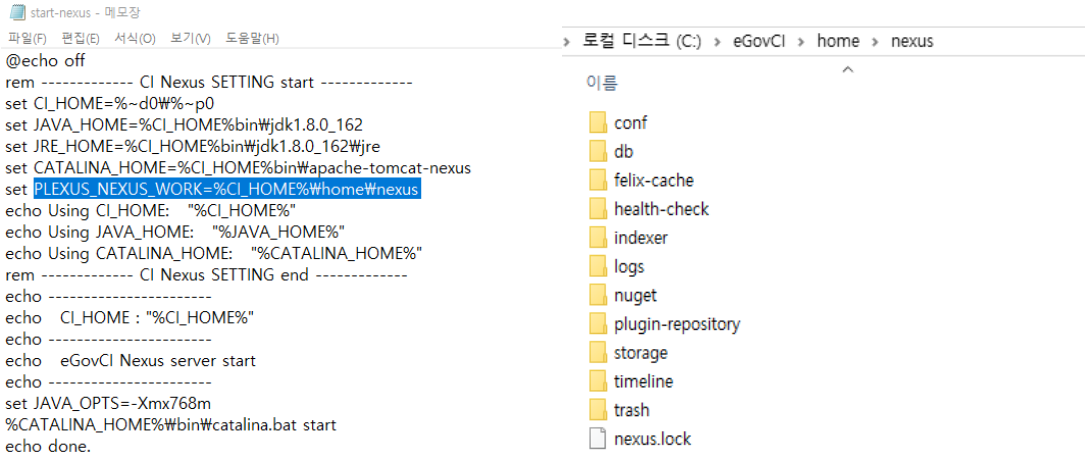 start-nexus - 메모장
파일(F) 편집(E) 서식(O) 보기(V) 도움말(H)
@echo off
rem ------------- CI Nexus SETTING start -------------
set CI_HOME=%~d0₩%~p0
set JAVA_HOME=%CI_HOME%bin₩jdk1.8.0_162
set JRE_HOME=%CI_HOME%bin₩jdk1.8.0_162₩jre
set CATALINA_HOME=%CI_HOME%bin₩apache-tomcat-nexus
set PLEXUS_NEXUS_WORK=%CI_HOME%₩home₩nexus
echo Using CI_HOME:   "%CI_HOME%"
echo Using JAVA_HOME:   "%JAVA_HOME%"
echo Using CATALINA_HOME:   "%CATALINA_HOME%"
rem ------------- CI Nexus SETTING end -------------
echo -----------------------
echo   CI_HOME : "%CI_HOME%"
echo -----------------------
echo   eGovCI Nexus server start
echo -----------------------
set JAVA_OPTS=-Xmx768m
%CATALINA_HOME%₩bin₩catalina.bat start
echo done.
› 로컬 디스크 (C:) › eGovCI › home › nexus
이름
conf
db
felix-cache
health-check
indexer
logs
nuget
plugin-repository
storage
timeline
trash
nexus.lock